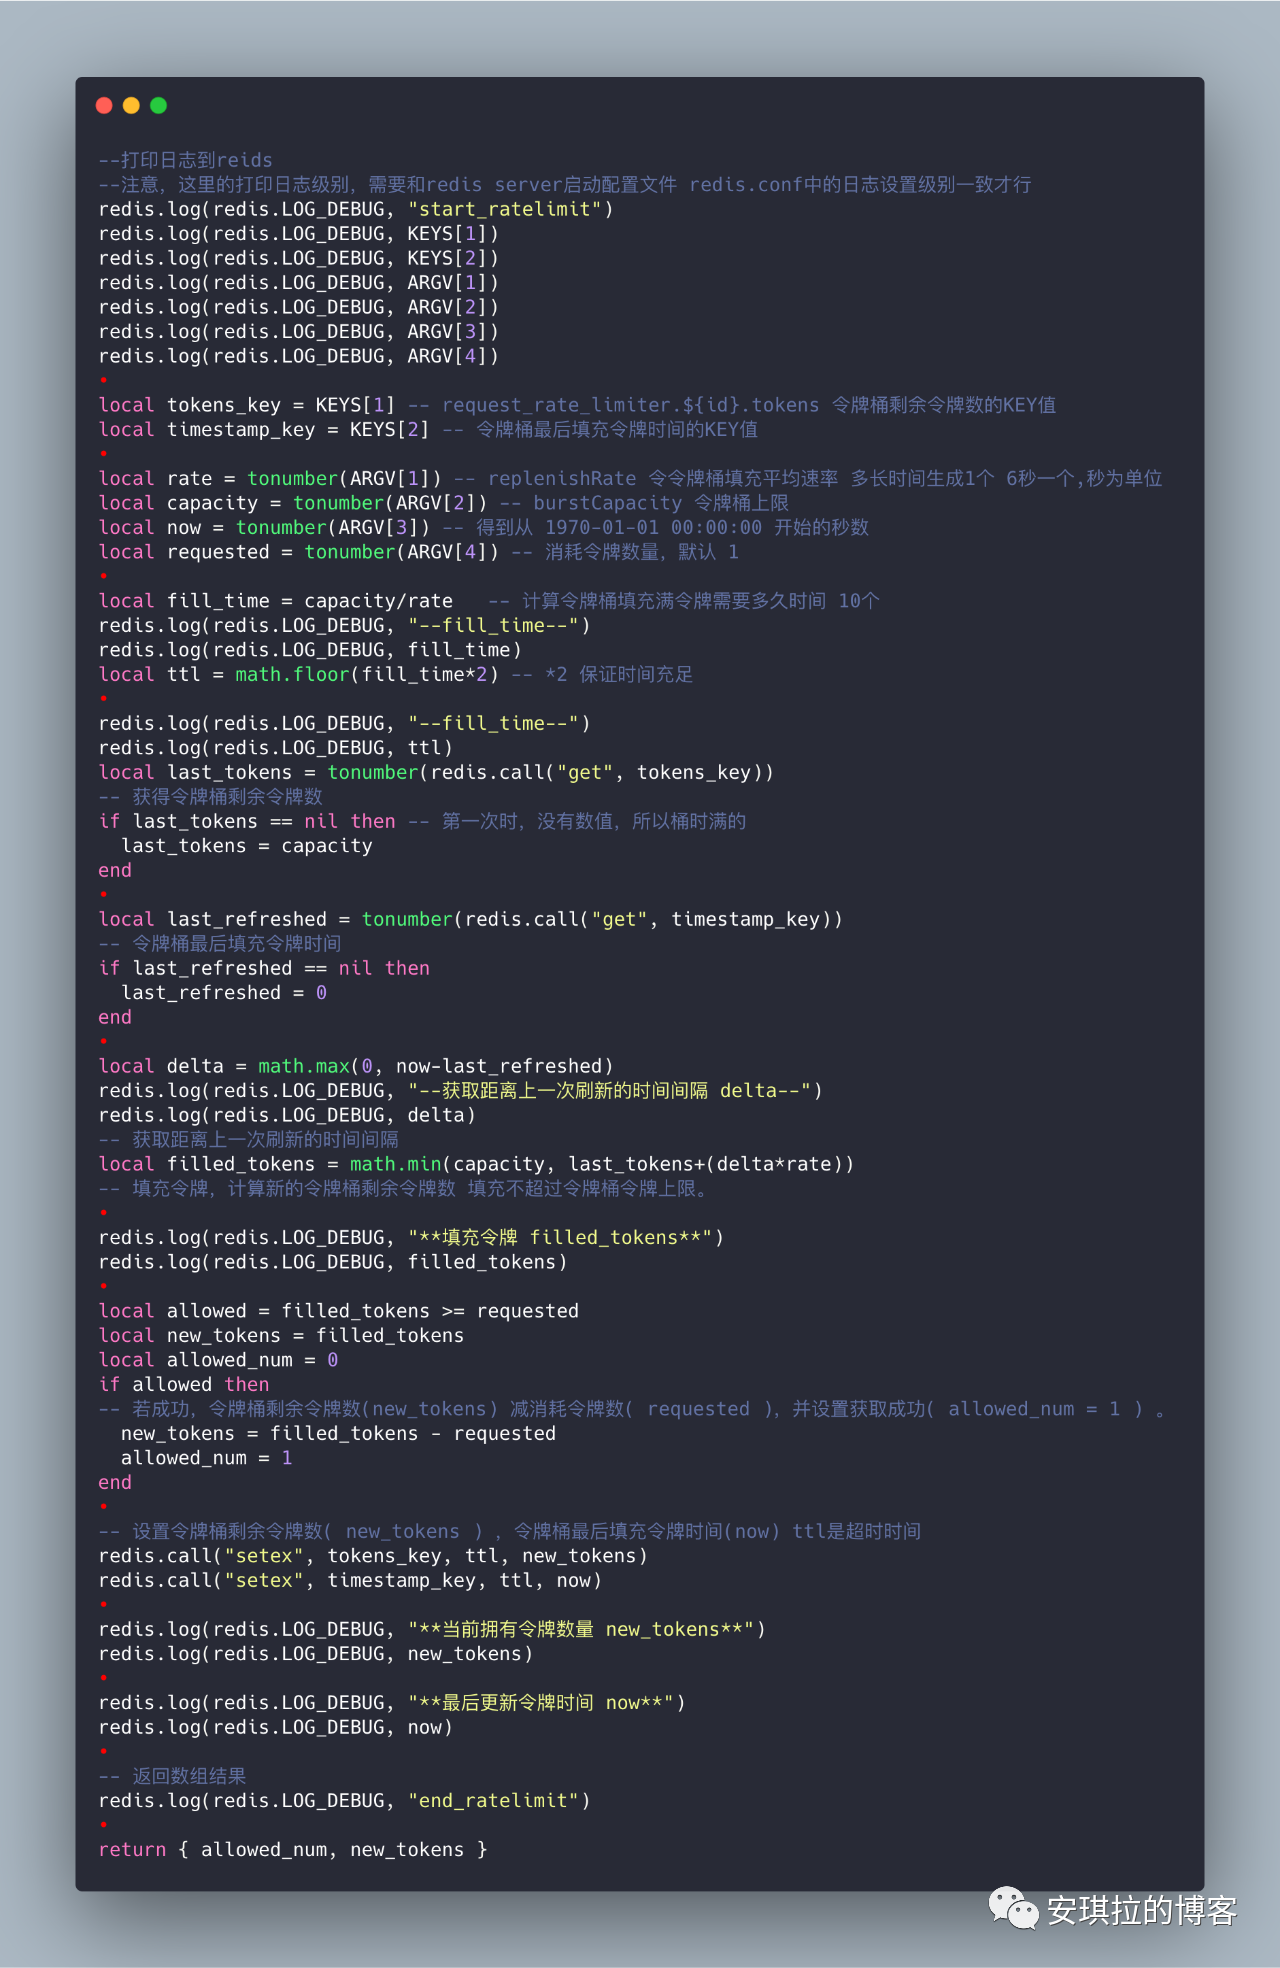 --打印日志到reids
--注意，这里的打印日志级别，需要和redis server启动配置文件 redis.conf中的日志设置级别一致才行
redis.log(redis.LOG_DEBUG, "start_ratelimit")
redis.log(redis.LOG_DEBUG, KEYS[1])
redis.log(redis.LOG_DEBUG, KEYS[2])
redis.log(redis.LOG_DEBUG, ARGV[1])
redis.log(redis.LOG_DEBUG, ARGV[2])
redis.log(redis.LOG_DEBUG, ARGV[3])
redis.log(redis.LOG_DEBUG, ARGV[4])
local tokens_key = KEYS[1] -- request_rate_limiter.${id}.tokens 令牌桶剩余令牌数的KEY值
local timestamp_key = KEYS[2] -- 令牌桶最后填充令牌时间的KEY值
local rate = tonumber(ARGV[1]) -- replenishRate 令令牌桶填充平均速率 多长时间生成1个 6秒一个,秒为单位
local capacity = tonumber(ARGV[2]) -- burstCapacity 令牌桶上限
local now = tonumber(ARGV[3]) -- 得到从 1970-01-01 00:00:00 开始的秒数
local requested = tonumber(ARGV[4]) -- 消耗令牌数量，默认 1
local fill_time = capacity/rate   -- 计算令牌桶填充满令牌需要多久时间 10个
redis.log(redis.LOG_DEBUG, "--fill_time--")
redis.log(redis.LOG_DEBUG, fill_time)
local ttl = math.floor(fill_time*2) -- *2 保证时间充足
redis.log(redis.LOG_DEBUG, "--fill_time--")
redis.log(redis.LOG_DEBUG, ttl)
local last_tokens = tonumber(redis.call("get", tokens_key))
-- 获得令牌桶剩余令牌数
if last_tokens == nil then -- 第一次时，没有数值，所以桶时满的
  last_tokens = capacity
end
local last_refreshed = tonumber(redis.call("get", timestamp_key))
-- 令牌桶最后填充令牌时间
if last_refreshed == nil then
  last_refreshed = 0
end
local delta = math.max(0, now-last_refreshed)
redis.log(redis.LOG_DEBUG, "--获取距离上一次刷新的时间间隔 delta--")
redis.log(redis.LOG_DEBUG, delta)
-- 获取距离上一次刷新的时间间隔
local filled_tokens = math.min(capacity, last_tokens+(delta*rate))
-- 填充令牌，计算新的令牌桶剩余令牌数 填充不超过令牌桶令牌上限。
redis.log(redis.LOG_DEBUG, "**填充令牌 filled_tokens**")
redis.log(redis.LOG_DEBUG, filled_tokens)
local allowed = filled_tokens >= requested
local new_tokens = filled_tokens
local allowed_num = 0
if allowed then
-- 若成功，令牌桶剩余令牌数(new_tokens) 减消耗令牌数( requested )，并设置获取成功( allowed_num = 1 ) 。
  new_tokens = filled_tokens - requested
  allowed_num = 1
end
-- 设置令牌桶剩余令牌数( new_tokens ) ，令牌桶最后填充令牌时间(now) ttl是超时时间
redis.call("setex", tokens_key, ttl, new_tokens)
redis.call("setex", timestamp_key, ttl, now)
redis.log(redis.LOG_DEBUG, "**当前拥有令牌数量 new_tokens**")
redis.log(redis.LOG_DEBUG, new_tokens)
redis.log(redis.LOG_DEBUG, "**最后更新令牌时间 now**")
redis.log(redis.LOG_DEBUG, now)
-- 返回数组结果
redis.log(redis.LOG_DEBUG, "end_ratelimit")
return { allowed_num, new_tokens }
安琪拉的博客